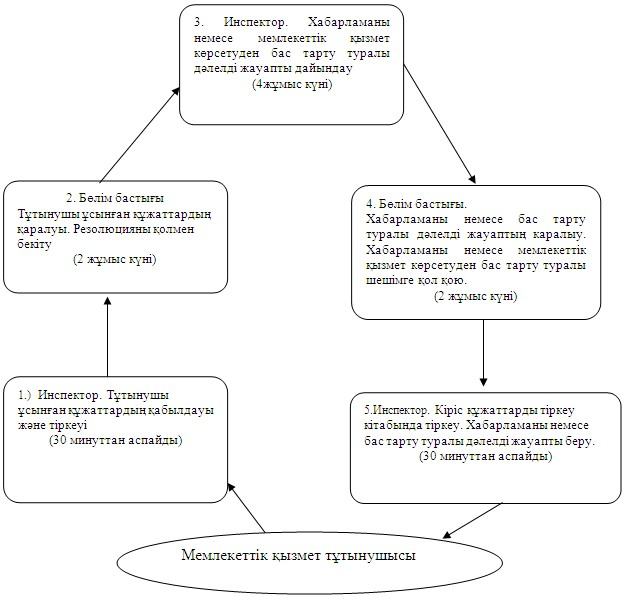 3. Инспектор. Хабарламаны
немесе мемлекеттік қызмет
көрсетуден бас тарту туралы
дәлелді жауапты дайындау
(4жұмыс күні)
2. Бөлім бастығы
Тұтынушы ұсынған құжаттардың
қаралуы. Резолюцияны қолмен
бекіту
(2 жұмыс күні)
4. Бөлім бастығы.
Хабарламаны немесе бас тарту
туралы дәлелді жауаптың каралыу.
Хабарламаны немесе мемлекеттік
қызмет көрсетуден бас тарту туралы
шешімге қол қою.
(2 жұмыс күні)
1.) Инспектор. Тұтынушы
ұсынған құжаттардың қабылдауы
және тіркеуі
(30 минуттан аспайды)
5.Инспектор. Кіріс құжаттарды тіркеу
кітабында тіркеу. Хабарламаны немесе
бас тарту туралы дәлелді жауапты беру.
(30 минуттан аспайды)
Мемлекеттік қызмет тұтынушысы